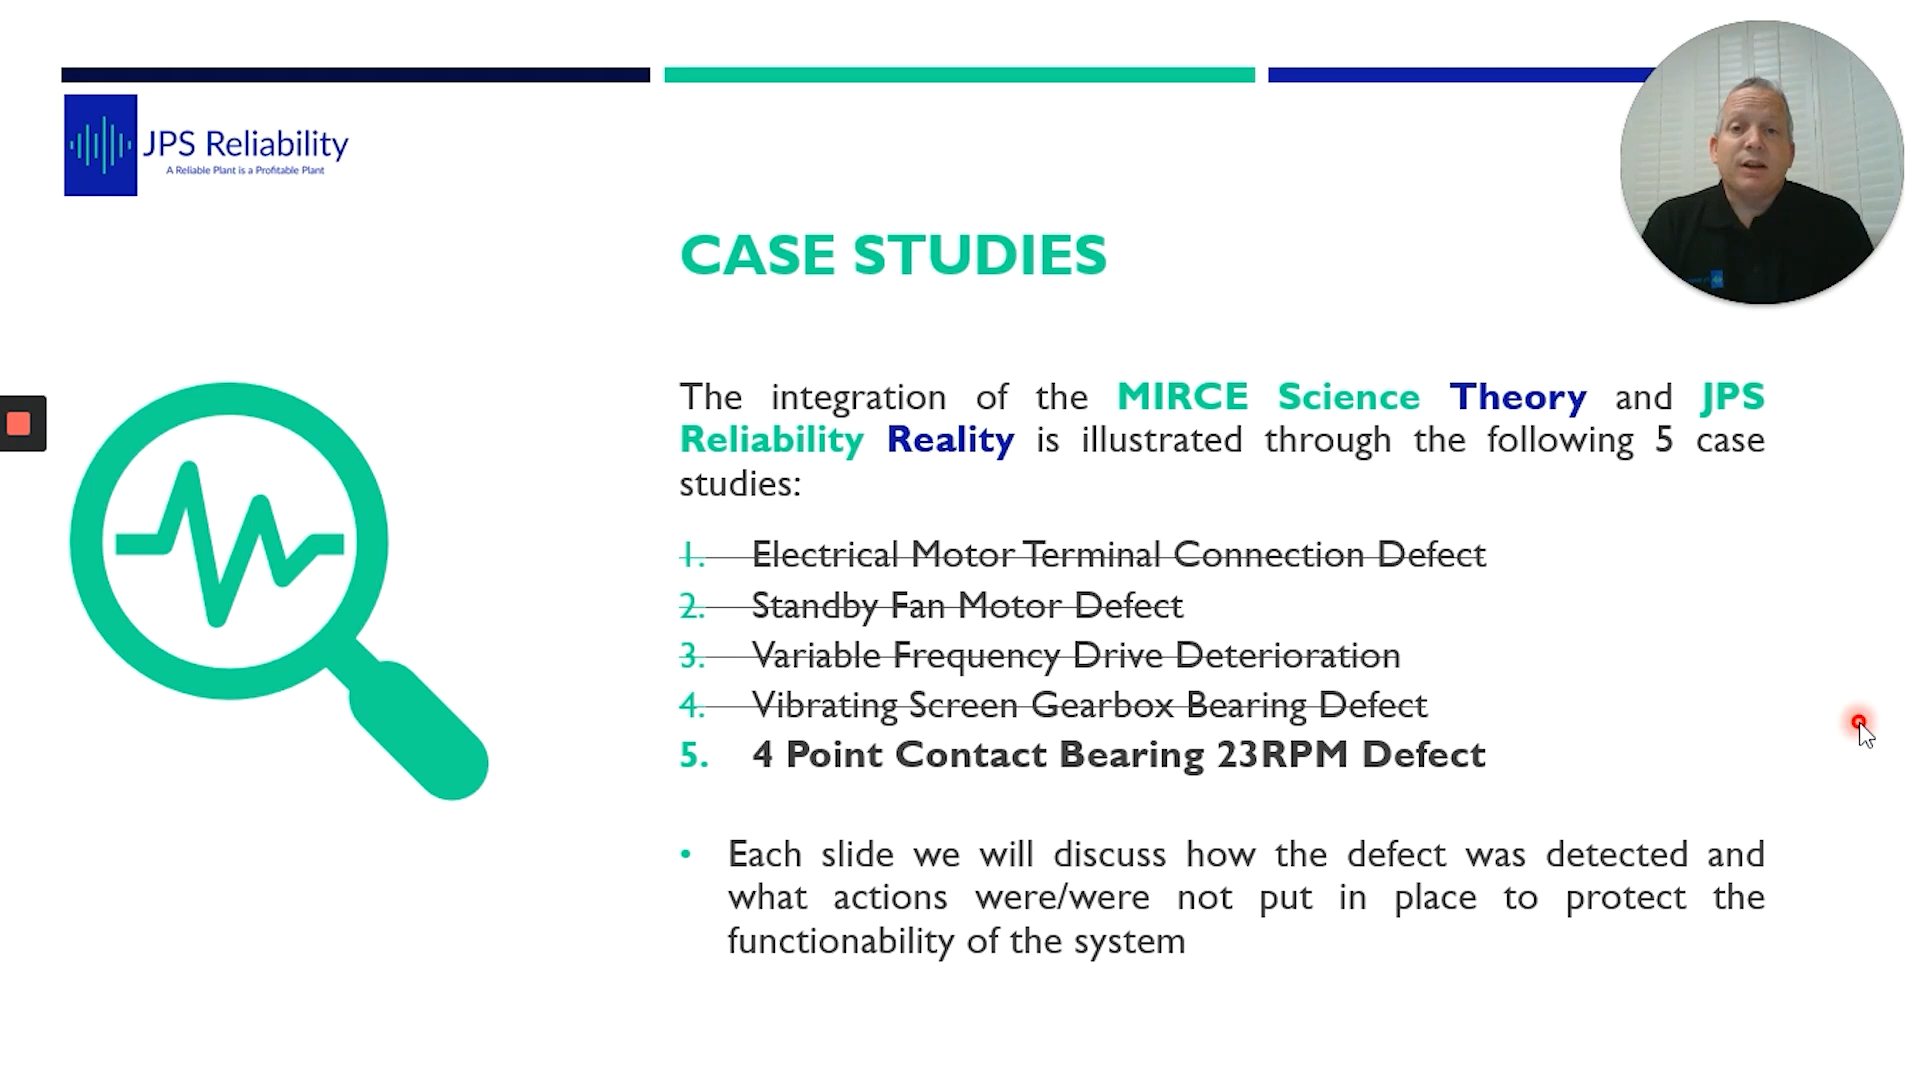 JPS Reliability
A Reliable Plant is a Profitable Plant
CASE STUDIES
The integration of the MIRCE Science Theory and JPS
Reliability Reality is illustrated through the following 5 case
studies:
1. Electrical Motor Terminal Connection Defect
2. Standby Fan Motor Defect
3. Variable Frequency Drive Deterioration
4. Vibrating Screen Gearbox Bearing Defect
5. 4 Point Contact Bearing 23RPM Defect
• Each slide we will discuss how the defect was detected and
what actions were/were not put in place to protect the
functionability of the system